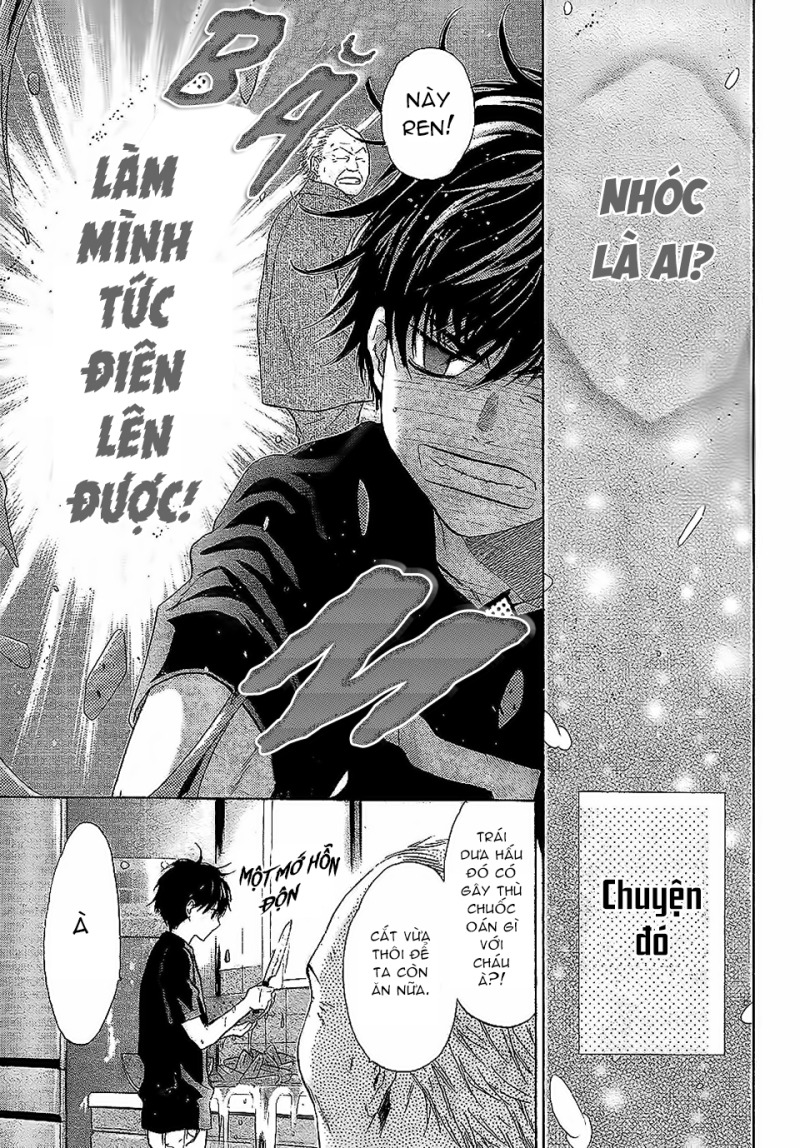 NHÓC
LÀ AI?
Chuyện
đó
BẰM
NÀY
REN!
LÀM
MÌNH
TỨC
ĐIÊN
LÊN
ĐƯỢC!
TRÁI
DƯA HẤU
ĐÓ CÓ
GÂY THÙ
CHUỐC
OÁN GÌ
VỚI
CHÁU
À?!
CẮT VỪA
THÔI ĐỂ
TA CÒN
ĂN NỮA.
MỘT MỚ HỖN
ĐỘN
À